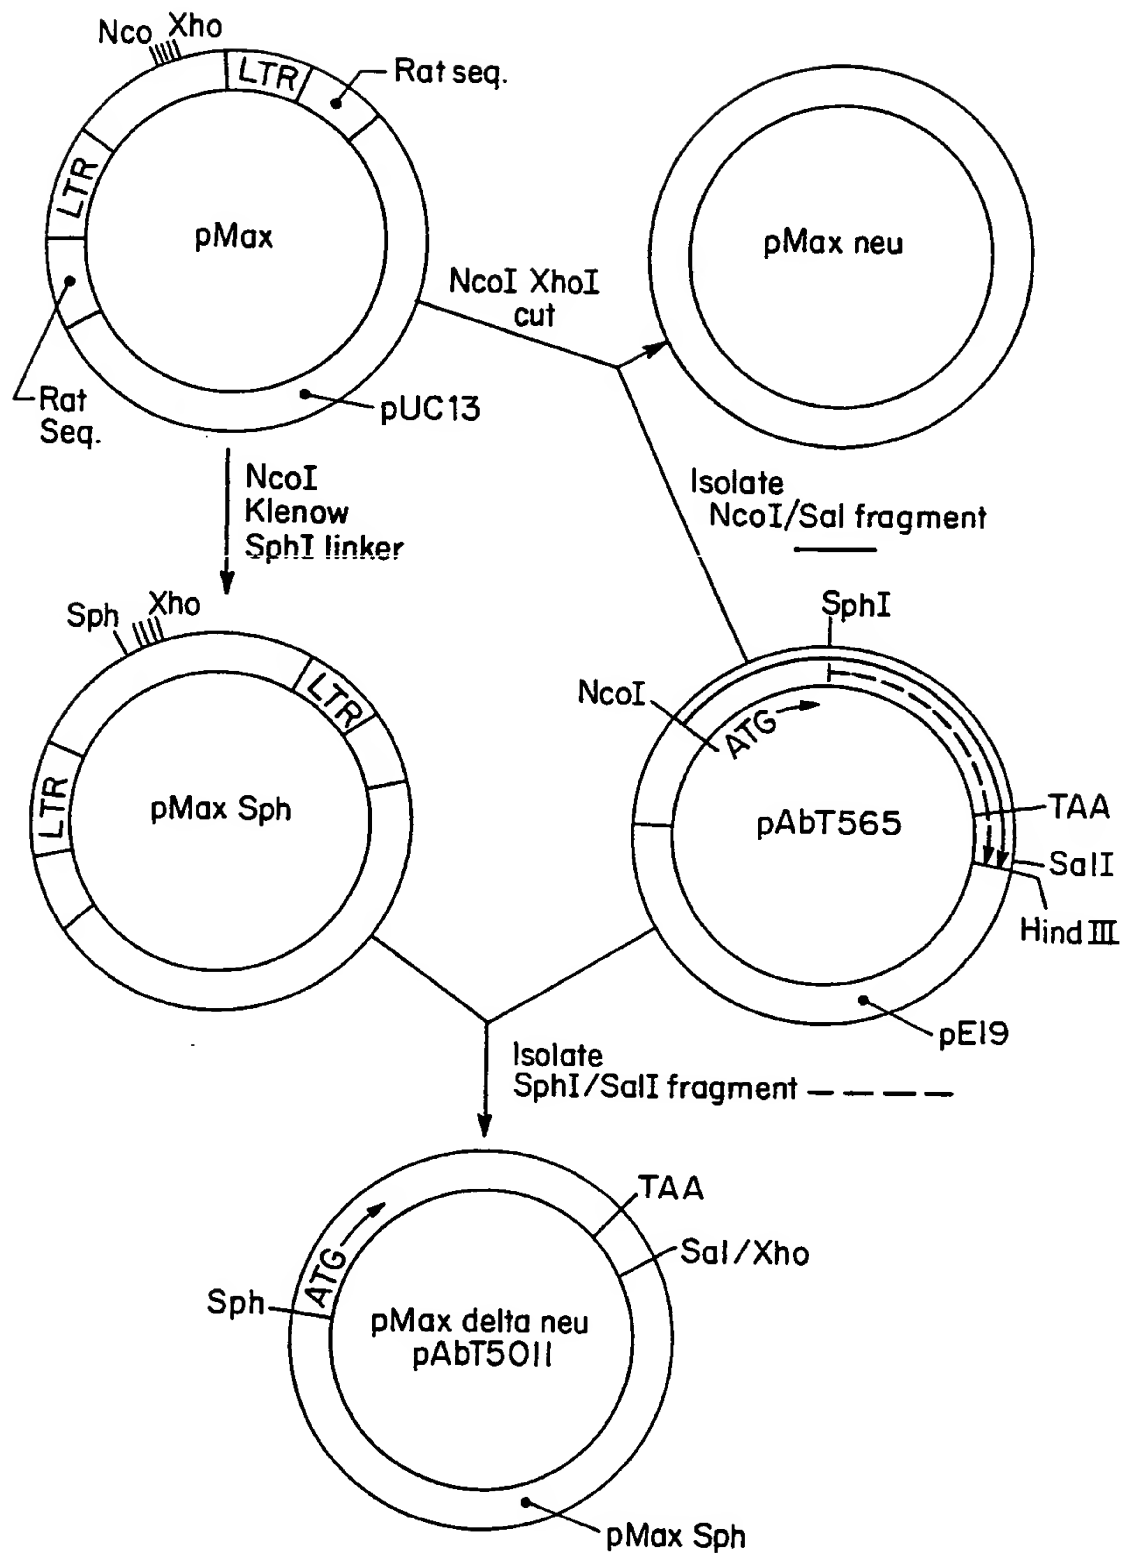 Nco Xho
LTR
Rat seq.
LTR
pMax
pMax neu
NcoI XhoI
cut
Rat
Seq.
pUC13
NcoI
Klenow
SphI linker
Isolate
NcoI/Sal fragment
Sph Xho
SphI
LTR
NcoI
ATG
LTR
pMax Sph
pAbT565
TAA
SalI
Hind III
pE19
Isolate
SphI/SalI fragment
TAA
ATG
Sal/Xho
Sph
pMax delta neu
pAbT5011
pMax Sph